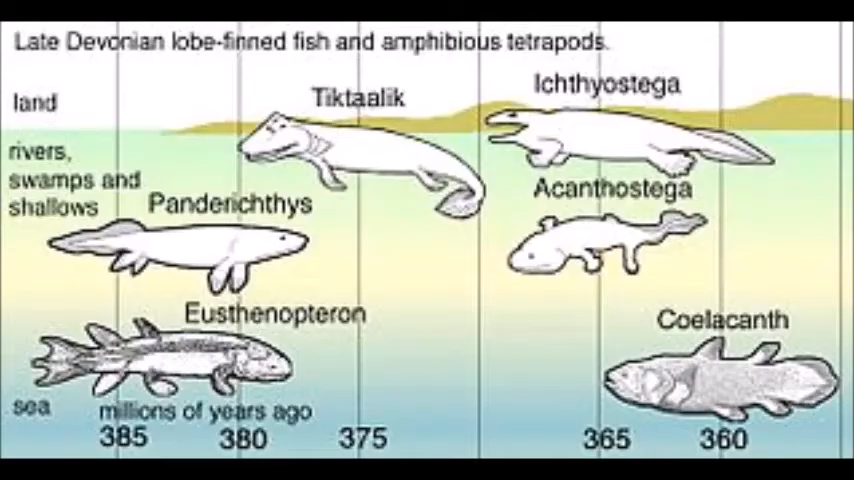 Late Devonian lobe-finned fish and amphibious tetrapods.
Ichthyostega
Tiktaalik
land
rivers,
swamps and
shallows
Acanthostega
Panderichthys
Eusthenopteron
Coelacanth
sea
millions of years ago
385 380 375 365 360